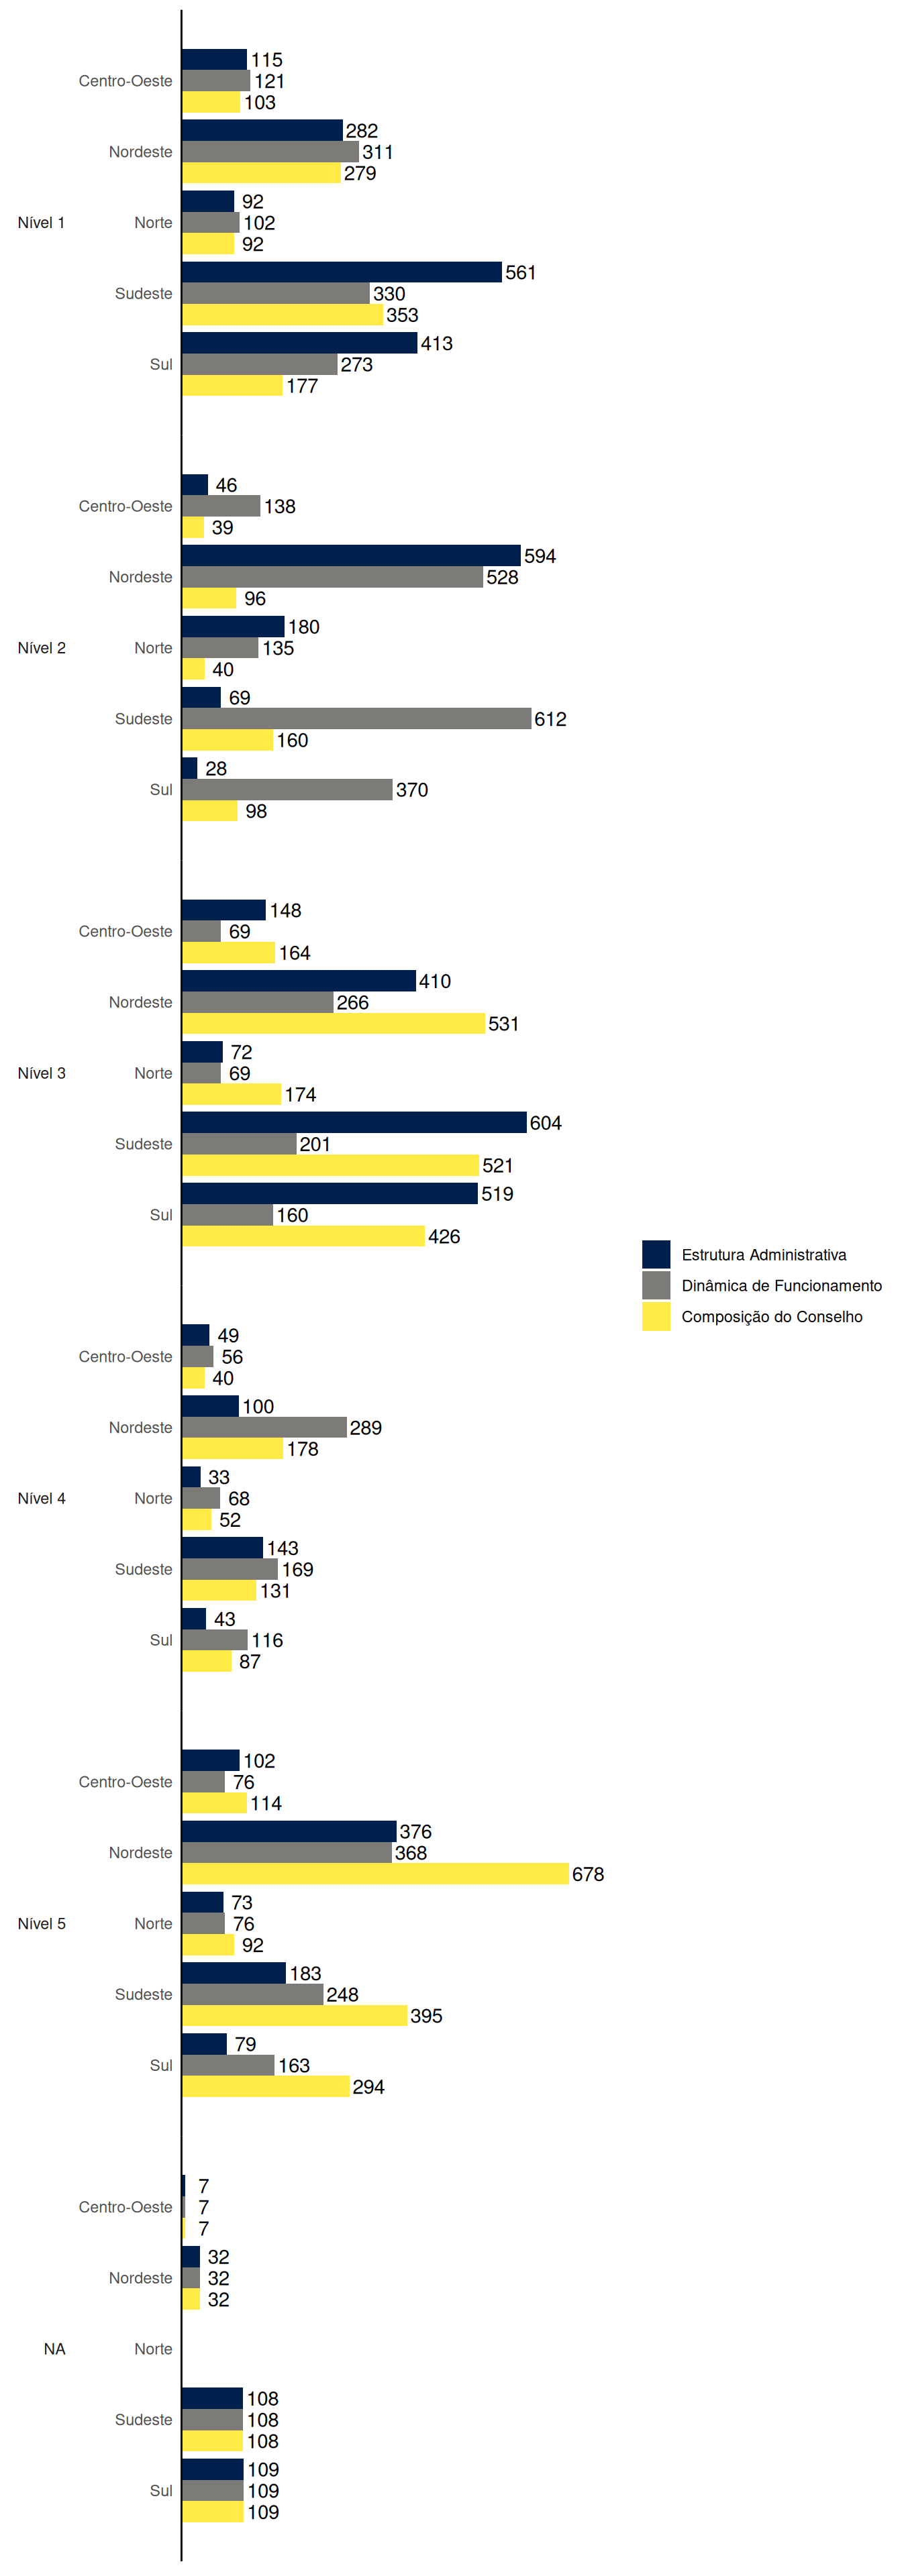 115
Centro-Oeste 121
103
282
Nordeste 311
279
92
Nível 1 Norte 102
92
561
Sudeste 330
353
413
Sul 273
177
46
Centro-Oeste 138
39
594
Nordeste 528
96
180
Nível 2 Norte 135
40
69
Sudeste 612
160
28
Sul 370
98
148
Centro-Oeste 69
164
410
Nordeste 266
531
72
Nível 3 Norte 69
174
604
Sudeste 201
521
519
Sul 160
426
Estrutura Administrativa
Dinâmica de Funcionamento
Composição do Conselho
49
Centro-Oeste 56
40
100
Nordeste 289
178
33
Nível 4 Norte 68
52
143
Sudeste 169
131
43
Sul 116
87
102
Centro-Oeste 76
114
376
Nordeste 368
678
73
Nível 5 Norte 76
92
183
Sudeste 248
395
79
Sul 163
294
7
Centro-Oeste 7
7
32
Nordeste 32
32
NA Norte
108
Sudeste 108
108
109
Sul 109
109